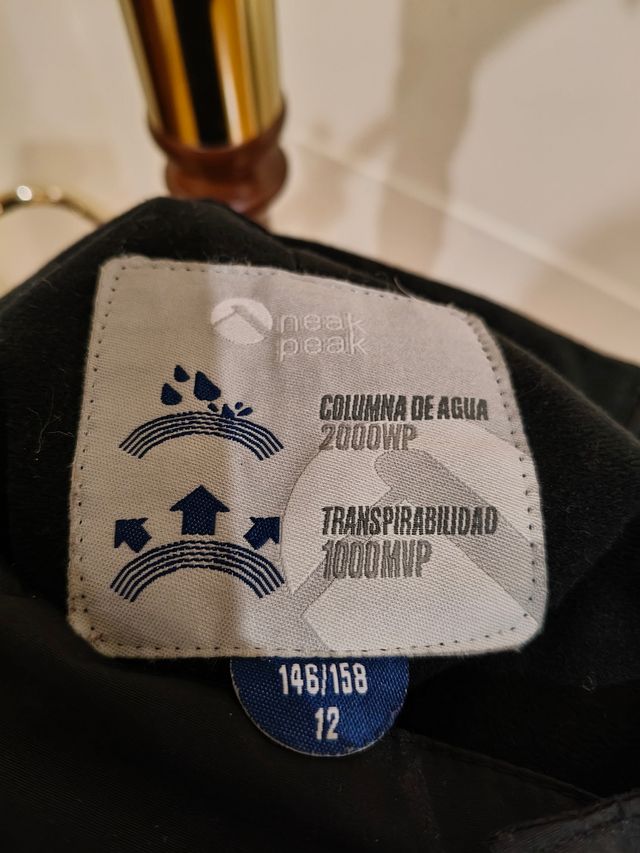 neak
peak
COLUMNA DE AGUA
2000WP
TRANSPIRABILIDAD
1000MVP
146/158
12